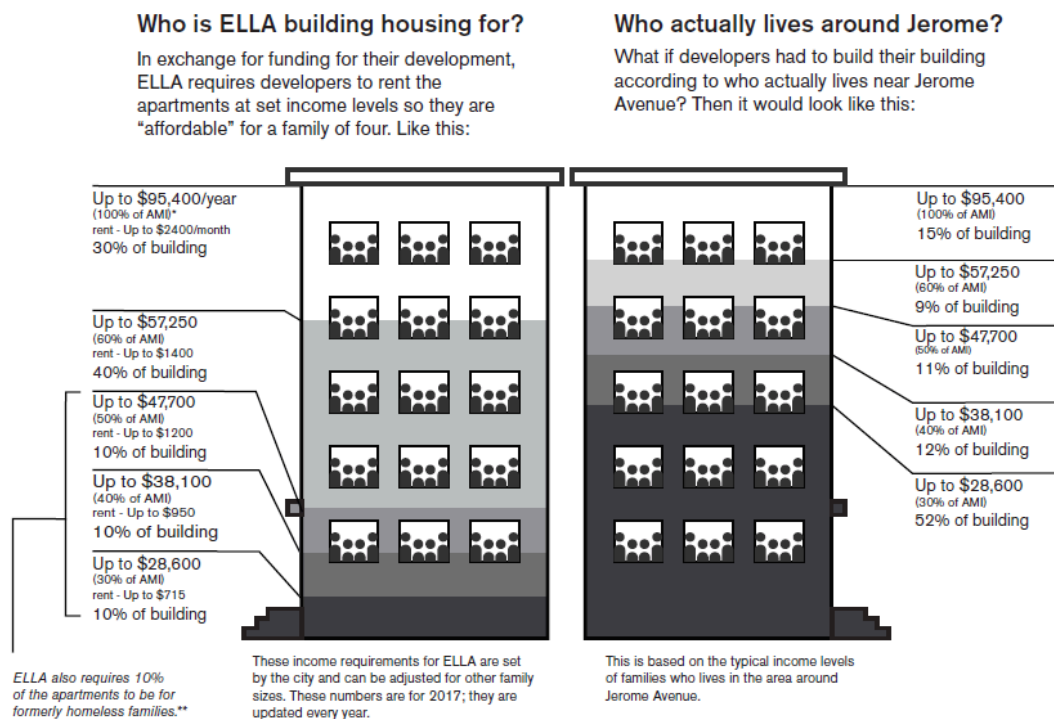 Who is ELLA building housing for?
In exchange for funding for their development,
ELLA requires developers to rent the
apartments at set income levels so they are
“affordable” for a family of four. Like this:
Who actually lives around Jerome?
What if developers had to build their building
according to who actually lives near Jerome
Avenue? Then it would look like this:
Up to $95,400/year
(100% of AMI)*
rent - Up to $2400/month
30% of building
Up to $57,250
(60% of AMI)
rent - Up to $1400
40% of building
Up to $47,700
(50% of AMI)
rent - Up to $1200
10% of building
Up to $38,100
(40% of AMI)
rent - Up to $950
10% of building
Up to $28,600
(30% of AMI)
rent - Up to $715
10% of building
ELLA also requires 10%
of the apartments to be for
formerly homeless families.**
These income requirements for ELLA are set
by the city and can be adjusted for other family
sizes. These numbers are for 2017; they are
updated every year.
Up to $95,400
(100% of AMI)
15% of building
Up to $57,250
(60% of AMI)
9% of building
Up to $47,700
(50% of AMI)
11% of building
Up to $38,100
(40% of AMI)
12% of building
Up to $28,600
(30% of AMI)
52% of building
This is based on the typical income levels
of families who lives in the area around
Jerome Avenue.